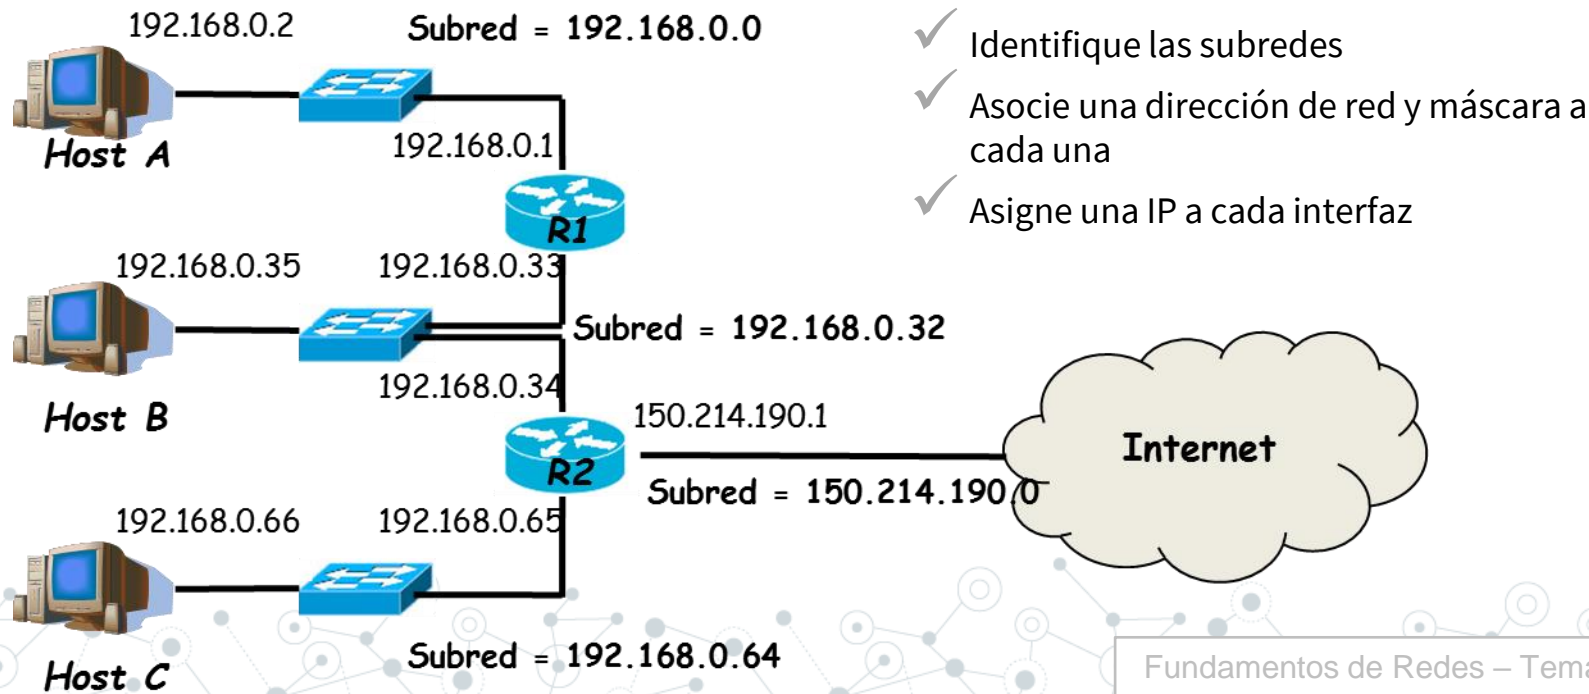 192.168.0.2
Subred = 192.168.0.0
Host A
192.168.0.1
R1
192.168.0.35
192.168.0.33
Subred = 192.168.0.32
192.168.0.34
Host B
150.214.190.1
R2
Internet
Subred = 150.214.190.0
192.168.0.66
192.168.0.65
Subred = 192.168.0.64
Host C
Identifique las subredes
Asocie una dirección de red y máscara a
cada una
Asigne una IP a cada interfaz
Fundamentos de Redes – Tema